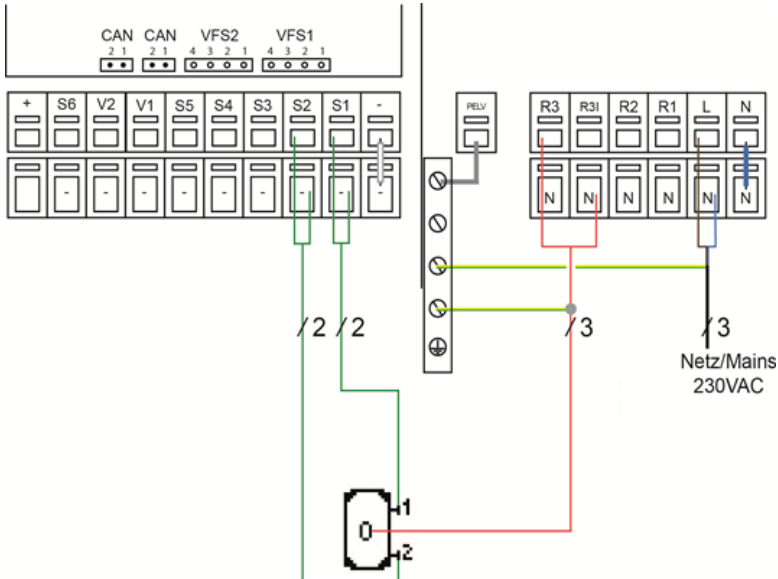 CAN CAN VFS2 VFS1
2 1 2 1 4 3 2 1 4 3 2 1
+ S6 V2 V1 S5 S4 S3 S2 S1 -
PELV
R3 R3I R2 R1 L N
- - - - - - - - -
N N N N N N
2 2
3 3
Netz/Mains
230VAC
1
0
2